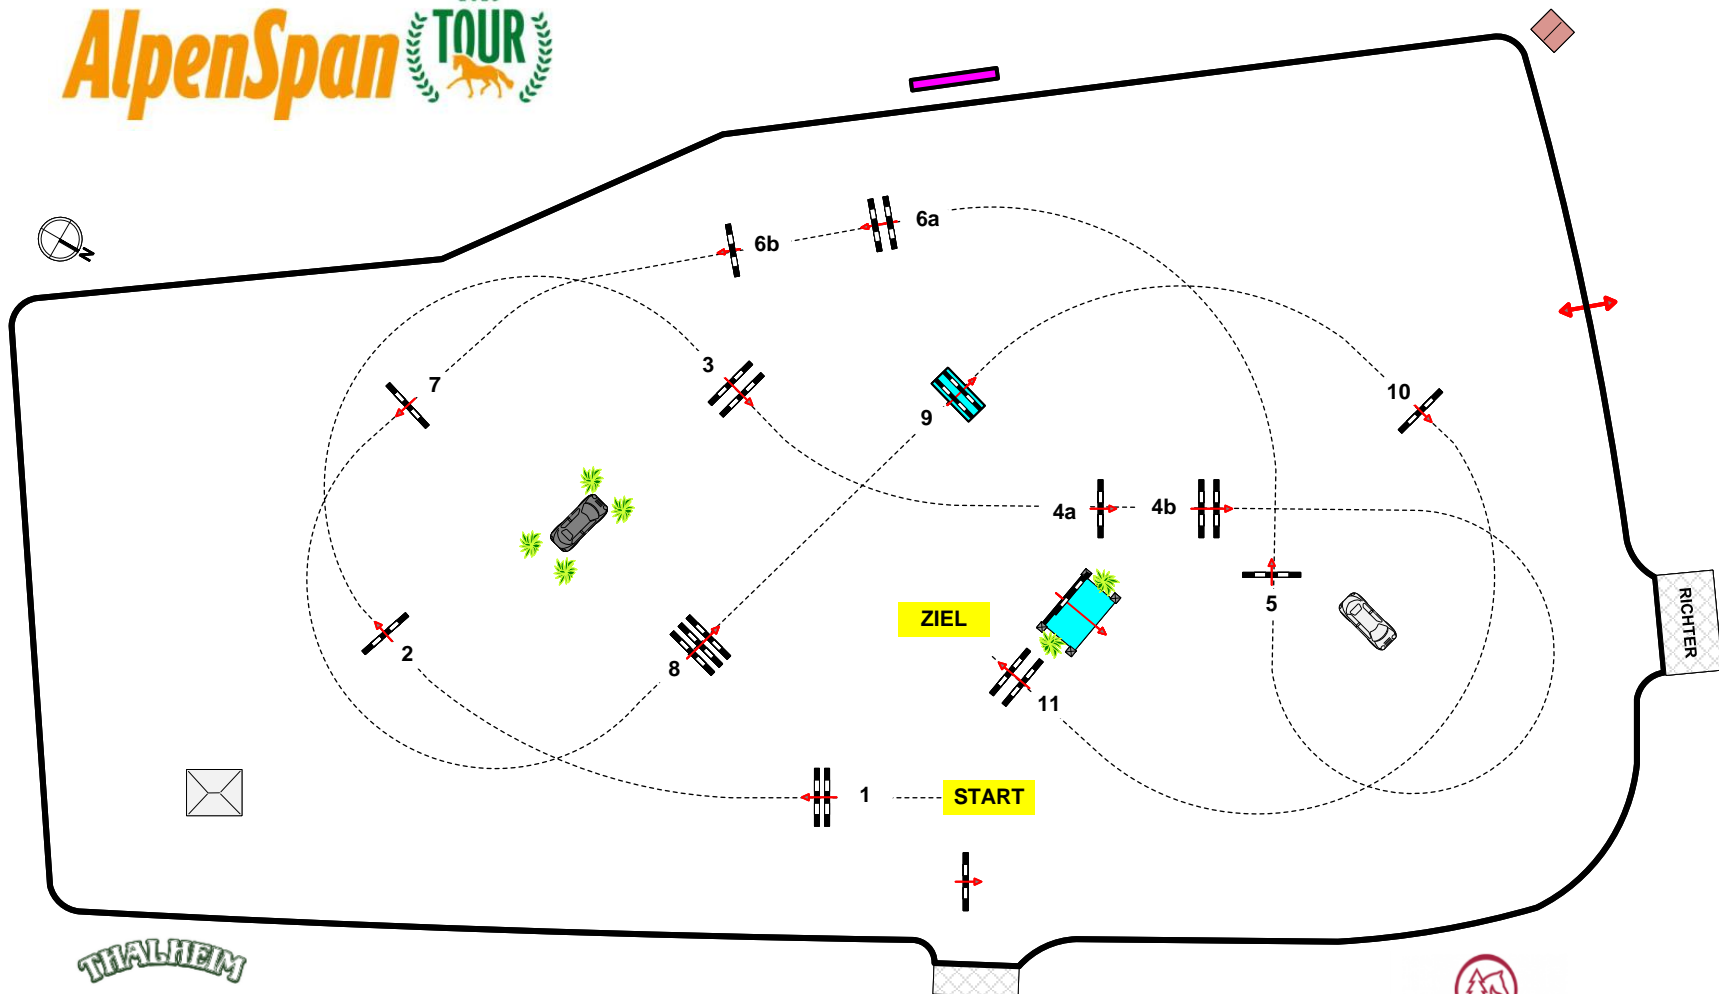 AlpenSpan
TOUR
6a
6b
3
7
10
9
4a
4b
5
RICHTER
ZIEL
2
8
11
1
START
N
THALHEIM